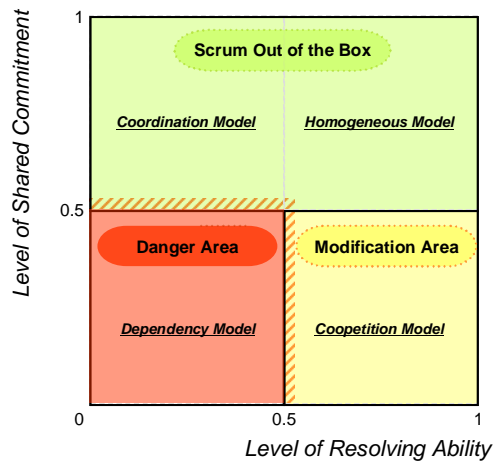 Level of Shared Commitment
1
Scrum Out of the Box
Coordination Model
Homogeneous Model
0.5
Danger Area
Modification Area
Dependency Model
Coopetition Model
0
0.5
1
Level of Resolving Ability